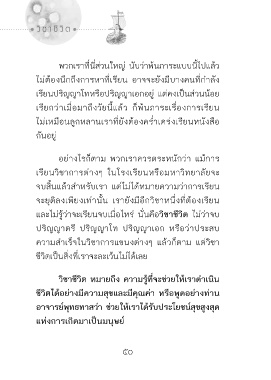 วิชาชีวิต
พวกเราที่นี่ส่วนใหญ่ นับว่าพ้นภาระแบบนี้ไปแล้ว
ไม่ต้องนึกถึงการหาที่เรียน อาจจะยังมีบางคนที่กำลัง
เรียนปริญญาโทหรือปริญญาเอกอยู่ แต่คงเป็นส่วนน้อย
เรียกว่าเมื่อมาถึงวัยนี้แล้ว ก็พ้นภาระเรื่องการเรียน
ไม่เหมือนลูกหลานเราที่ยังต้องคร่ำเคร่งเรียนหนังสือ
กันอยู่
อย่างไรก็ตาม พวกเราควรตระหนักว่า แม้การ
เรียนวิชาการต่างๆ ในโรงเรียนหรือมหาวิทยาลัยจะ
จบสิ้นแล้วสำหรับเรา แต่ไม่ได้หมายความว่าการเรียน
จะยุติลงเพียงเท่านั้น เรายังมีอีกวิชาหนึ่งที่ต้องเรียน
และไม่รู้ว่าจะเรียนจบเมื่อไหร่ นั่นคือวิชาชีวิต ไม่ว่าจบ
ปริญญาตรี ปริญญาโท ปริญญาเอก หรือว่าประสบ
ความสำเร็จในวิชาการแขนงต่างๆ แล้วก็ตาม แต่วิชา
ชีวิตเป็นสิ่งที่เราจะละเว้นไม่ได้เลย
วิชาชีวิต หมายถึง ความรู้ที่จะช่วยให้เราดำเนิน
ชีวิตได้อย่างมีความสุขและมีคุณค่า หรือพูดอย่างท่าน
อาจารย์พุทธทาสว่า ช่วยให้เราได้รับประโยชน์สุขสูงสุด
แห่งการเกิดมาเป็นมนุษย์
๕๐